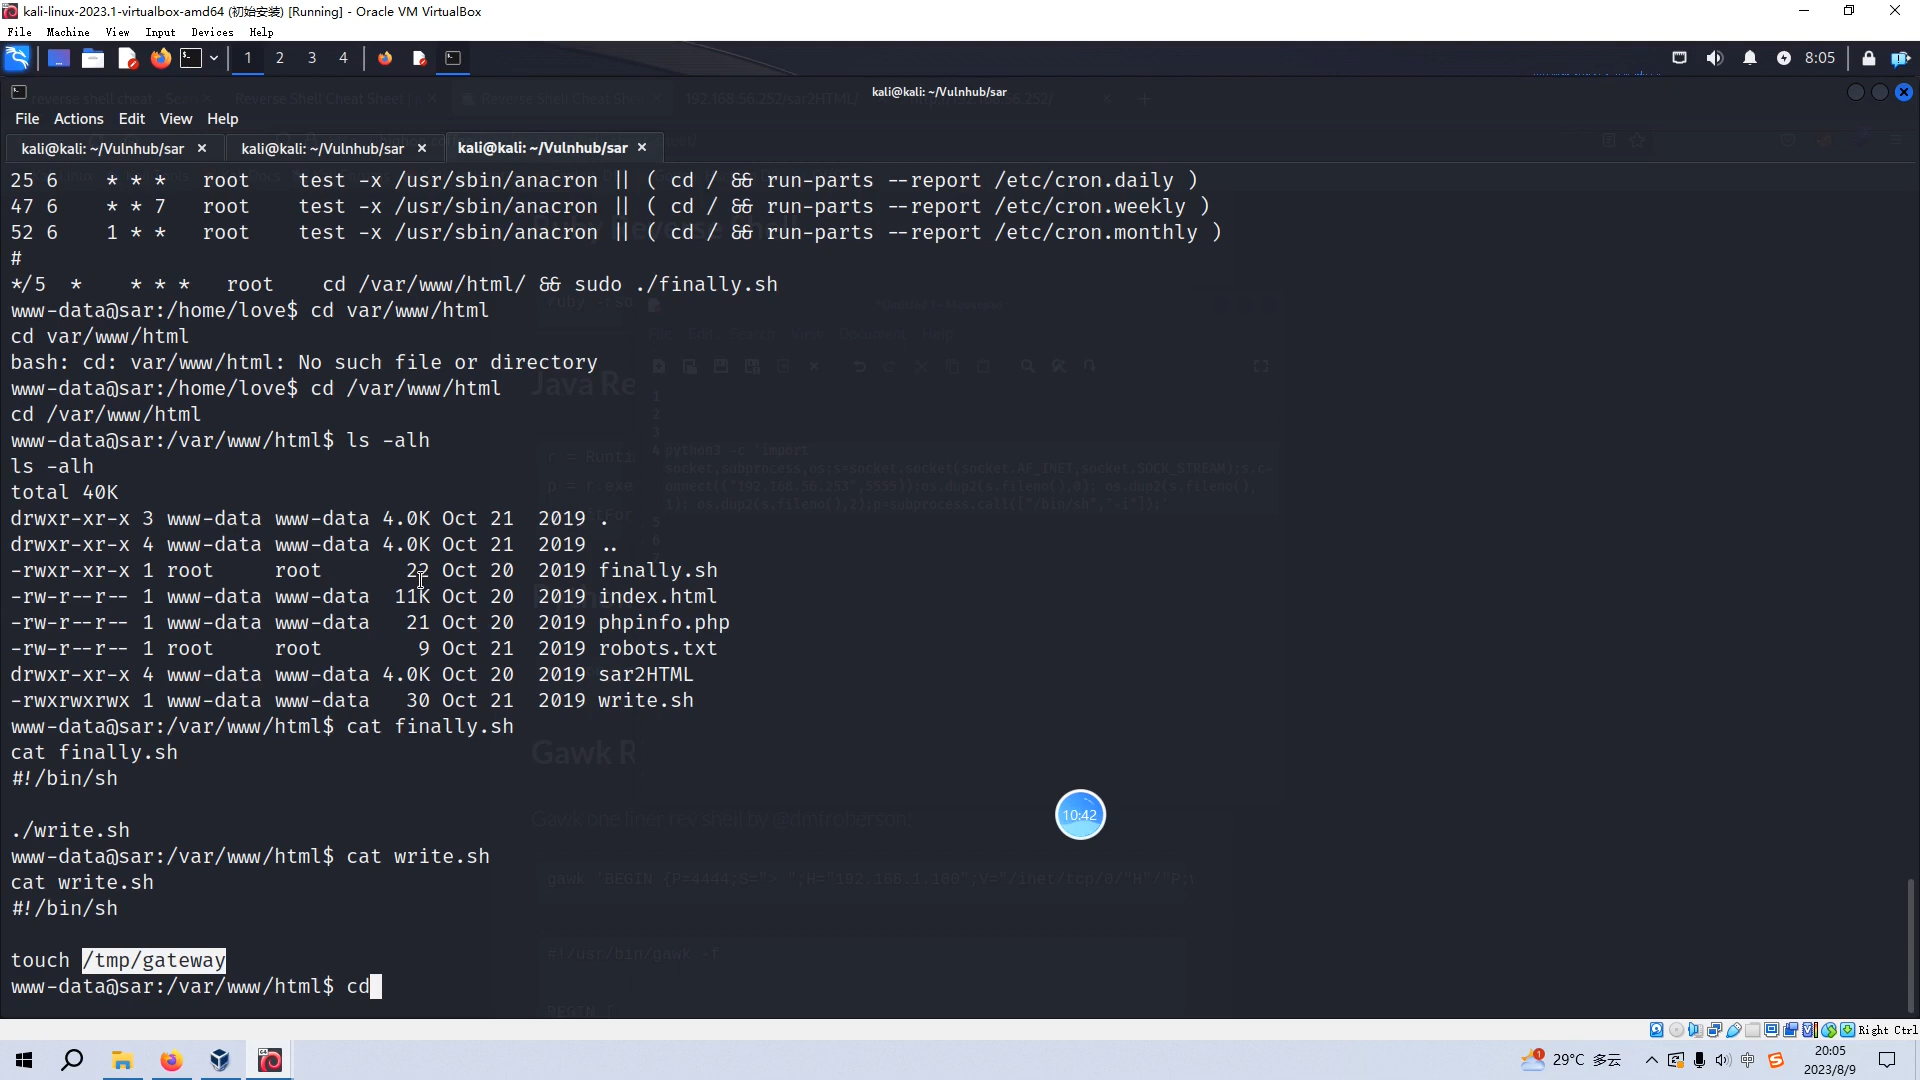 kali-linux-2023.1-virtualbox-amd64 (初始安装) [Running] - Oracle VM VirtualBox
File Machine View Input Devices Help
1 2 3 4
8:05
kali@kali: ~/Vulnhub/sar
File Actions Edit View Help
kali@kali: ~/Vulnhub/sar × kali@kali: ~/Vulnhub/sar × kali@kali: ~/Vulnhub/sar ×
25 6 * * * root test -x /usr/sbin/anacron || ( cd / && run-parts --report /etc/cron.daily )
47 6 * * 7 root test -x /usr/sbin/anacron || ( cd / && run-parts --report /etc/cron.weekly )
52 6 1 * * root test -x /usr/sbin/anacron || ( cd / && run-parts --report /etc/cron.monthly )
#
*/5 * * * * root cd /var/www/html/ && sudo ./finally.sh
www-data@sar:/home/love$ cd var/www/html
cd var/www/html
bash: cd: var/www/html: No such file or directory
www-data@sar:/home/love$ cd /var/www/html
cd /var/www/html
www-data@sar:/var/www/html$ ls -alh
ls -alh
total 40K
drwxr-xr-x 3 www-data www-data 4.0K Oct 21 2019 .
drwxr-xr-x 4 www-data www-data 4.0K Oct 21 2019 ..
-rwxr-xr-x 1 root root 22 Oct 20 2019 finally.sh
-rw-r--r-- 1 www-data www-data 11K Oct 20 2019 index.html
-rw-r--r-- 1 www-data www-data 21 Oct 20 2019 phpinfo.php
-rw-r--r-- 1 root root 9 Oct 21 2019 robots.txt
drwxr-xr-x 4 www-data www-data 4.0K Oct 20 2019 sar2HTML
-rwxrwxrwx 1 www-data www-data 30 Oct 21 2019 write.sh
www-data@sar:/var/www/html$ cat finally.sh
cat finally.sh
#!/bin/sh
./write.sh
www-data@sar:/var/www/html$ cat write.sh
cat write.sh
#!/bin/sh
touch /tmp/gateway
www-data@sar:/var/www/html$ cd
10:42
Gawk one liner rev shell by @dmfroberson.
Right Ctrl
29°C 多云
中
20:05
2023/8/9